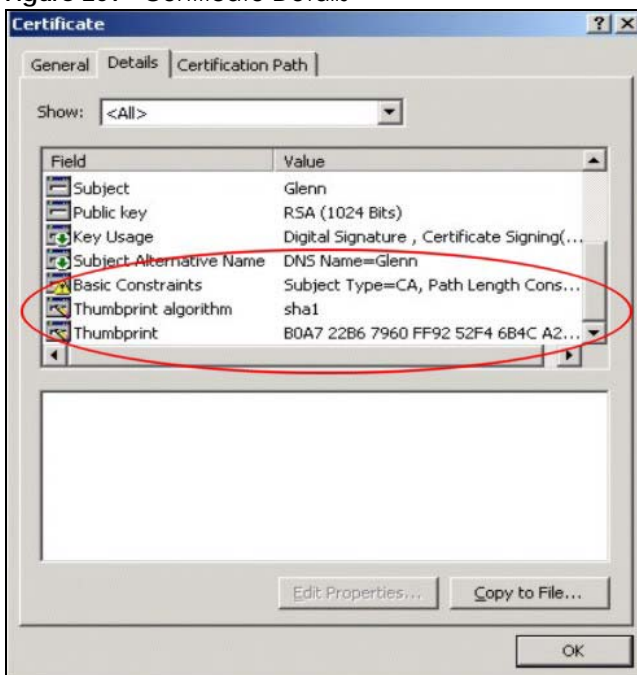 Certificate Details
Certificate
General Details Certification Path
Show: <All>
Field Value
Subject Glenn
Public key RSA (1024 Bits)
Key Usage Digital Signature , Certificate Signing(...
Subject Alternative Name DNS Name=Glenn
Basic Constraints Subject Type=CA, Path Length Cons...
Thumbprint algorithm sha1
Thumbprint B0A7 22B6 7960 FF92 52F4 6B4C A2...
Edit Properties... Copy to File...
OK